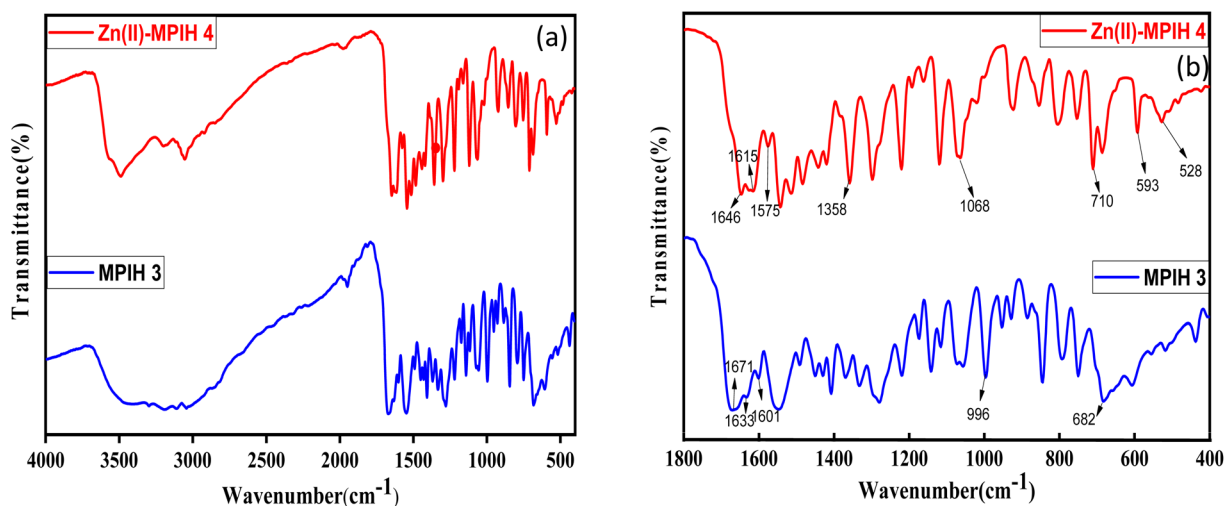 Zn(II)-MPIH 4
(a)
MPIH 3
Transmittance(%)
4000 3500 3000 2500 2000 1500 1000 500
Wavenumber(cm⁻¹)
Zn(II)-MPIH 4
(b)
1615
1646
1575
1358
1068
710
593
528
MPIH 3
1671
1633
1601
996
682
Transmittance(%)
1800 1600 1400 1200 1000 800 600 400
Wavenumber(cm⁻¹)